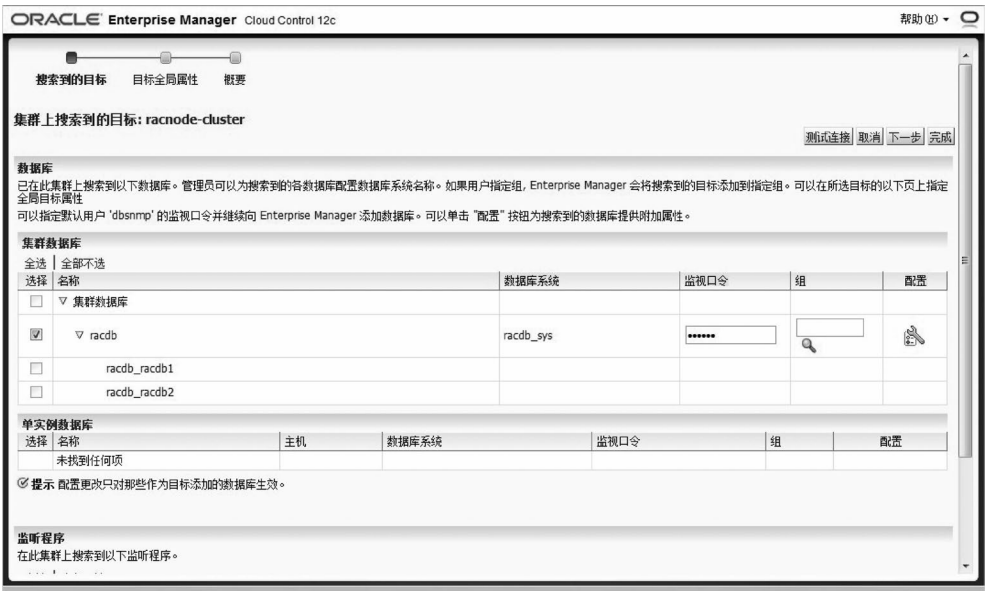 ORACLE Enterprise Manager Cloud Control 12c
帮助(H)
搜索到的目标 目标全局属性 概要
集群上搜索到的目标: racnode-cluster
测试连接 取消 下一步 完成
数据库
已在此集群上搜索到以下数据库。管理员可以为搜索到的各数据库配置数据库系统名称。如果用户指定组, Enterprise Manager 会将搜索到的目标添加到指定组。可以在所选目标的以下页上指定
全局目标属性
可以指定默认用户 'dbsnmp' 的监视口令并继续向 Enterprise Manager 添加数据库。可以单击 "配置" 按钮为搜索到的数据库提供附加属性。
集群数据库
全选 | 全部不选
选择 名称 数据库系统 监视口令 组 配置
集群数据库
racdb racdb_sys ••••••
racdb_racdb1
racdb_racdb2
单实例数据库
选择 名称 主机 数据库系统 监视口令 组 配置
未找到任何项
提示 配置更改只对那些作为目标添加的数据库生效。
监听程序
在此集群上搜索到以下监听程序。